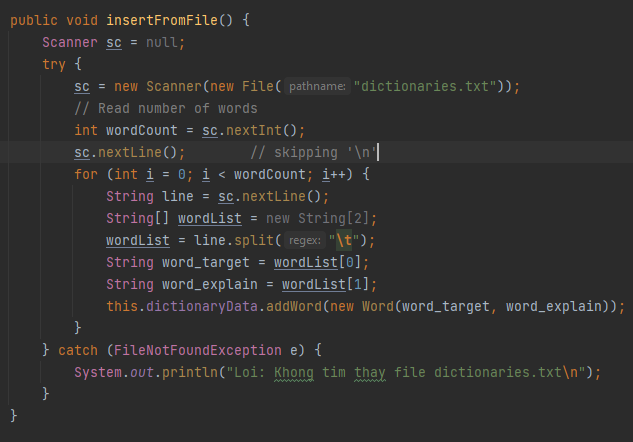 public void insertFromFile() {
Scanner sc = null;
try {
sc = new Scanner(new File( pathname: "dictionaries.txt"));
// Read number of words
int wordCount = sc.nextInt();
sc.nextLine();        // skipping '\n'
for (int i = 0; i < wordCount; i++) {
String line = sc.nextLine();
String[] wordList = new String[2];
wordList = line.split( regex: "\t");
String word_target = wordList[0];
String word_explain = wordList[1];
this.dictionaryData.addWord(new Word(word_target, word_explain));
}
} catch (FileNotFoundException e) {
System.out.println("Loi: Khong tim thay file dictionaries.txt\n");
}
}